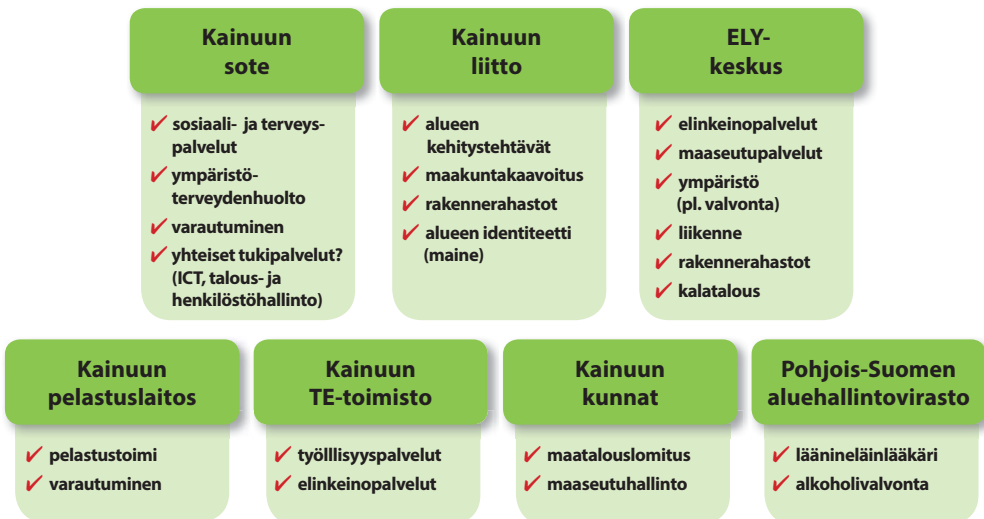 Kainuun
sote
✔ sosiaali- ja terveys-
palvelut
✔ ympäristö-
terveydenhuolto
✔ varautuminen
✔ yhteiset tukipalvelut?
(ICT, talous- ja
henkilöstöhallinto)
Kainuun
liitto
✔ alueen
kehitystehtävät
✔ maakuntakaavoitus
✔ rakennerahastot
✔ alueen identiteetti
(maine)
ELY-
keskus
✔ elinkeinopalvelut
✔ maaseutupalvelut
✔ ympäristö
(pl. valvonta)
✔ liikenne
✔ rakennerahastot
✔ kalatalous
Kainuun
pelastuslaitos
✔ pelastustoimi
✔ varautuminen
Kainuun
TE-toimisto
✔ työlllisyyspalvelut
✔ elinkeinopalvelut
Kainuun
kunnat
✔ maatalouslomitus
✔ maaseutuhallinto
Pohjois-Suomen
aluehallintovirasto
✔ läänineläinlääkäri
✔ alkoholivalvonta